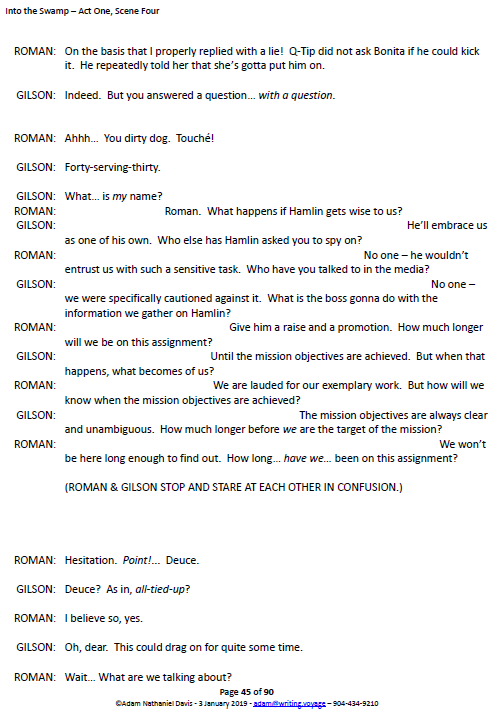 Into the Swamp – Act One, Scene Four
ROMAN: On the basis that I properly replied with a lie! Q-Tip did not ask Bonita if he could kick
it. He repeatedly told her that she's gotta put him on.
GILSON: Indeed. But you answered a question… with a question.
ROMAN: Ahhh… You dirty dog. Touché!
GILSON: Forty-serving-thirty.
GILSON: What… is my name?
ROMAN: Roman. What happens if Hamlin gets wise to us?
GILSON: He'll embrace us
as one of his own. Who else has Hamlin asked you to spy on?
ROMAN: No one – he wouldn't
entrust us with such a sensitive task. Who have you talked to in the media?
GILSON: No one –
we were specifically cautioned against it. What is the boss gonna do with the
information we gather on Hamlin?
ROMAN: Give him a raise and a promotion. How much longer
will we be on this assignment?
GILSON: Until the mission objectives are achieved. But when that
happens, what becomes of us?
ROMAN: We are lauded for our exemplary work. But how will we
know when the mission objectives are achieved?
GILSON: The mission objectives are always clear
and unambiguous. How much longer before we are the target of the mission?
ROMAN: We won't
be here long enough to find out. How long… have we… been on this assignment?
(ROMAN & GILSON STOP AND STARE AT EACH OTHER IN CONFUSION.)
ROMAN: Hesitation. Point!… Deuce.
GILSON: Deuce? As in, all-tied-up?
ROMAN: I believe so, yes.
GILSON: Oh, dear. This could drag on for quite some time.
ROMAN: Wait… What are we talking about?
Page 45 of 90
©Adam Nathaniel Davis - 3 January 2019 - adam@writing.voyage – 904-434-9210